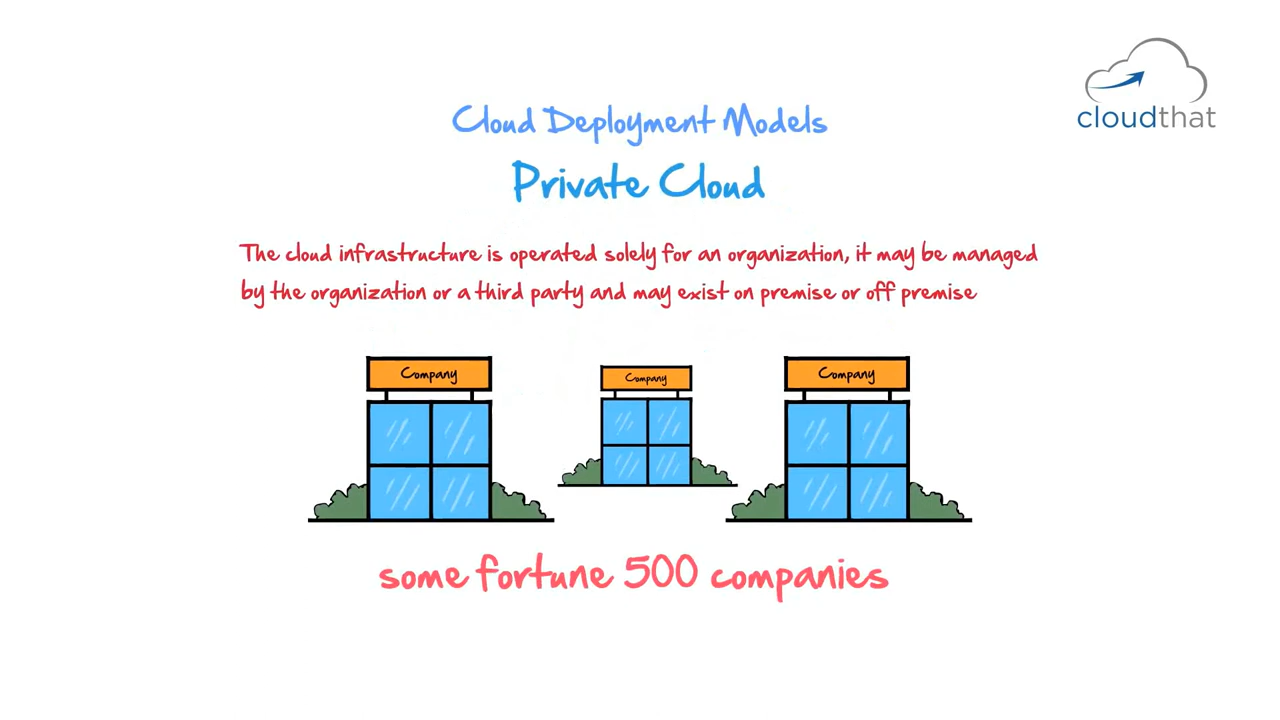 cloudthat
Cloud Deployment Models
Private Cloud
The cloud infrastructure is operated solely for an organization, it may be managed
by the organization or a third party and may exist on premise or off premise
Company
Company
Company
some fortune 500 companies